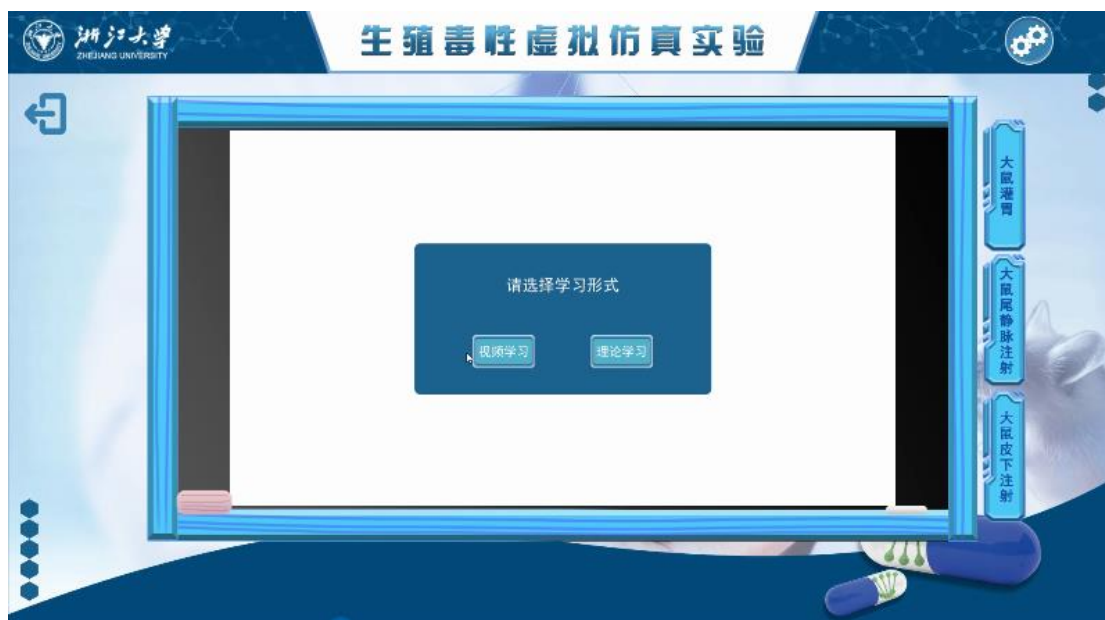 浙江大学
ZHEJIANG UNIVERSITY
生殖毒性虚拟仿真实验
请选择学习形式
视频学习
理论学习
大鼠灌胃
大鼠尾静脉注射
大鼠皮下注射